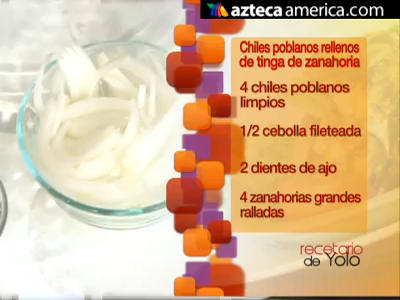 azteca america.com
Chiles poblanos rellenos
de tinga de zanahoria
4 chiles poblanos
limpios
1/2 cebolla fileteada
2 dientes de ajo
4 zanahorias grandes
ralladas
recetario
de Yolo